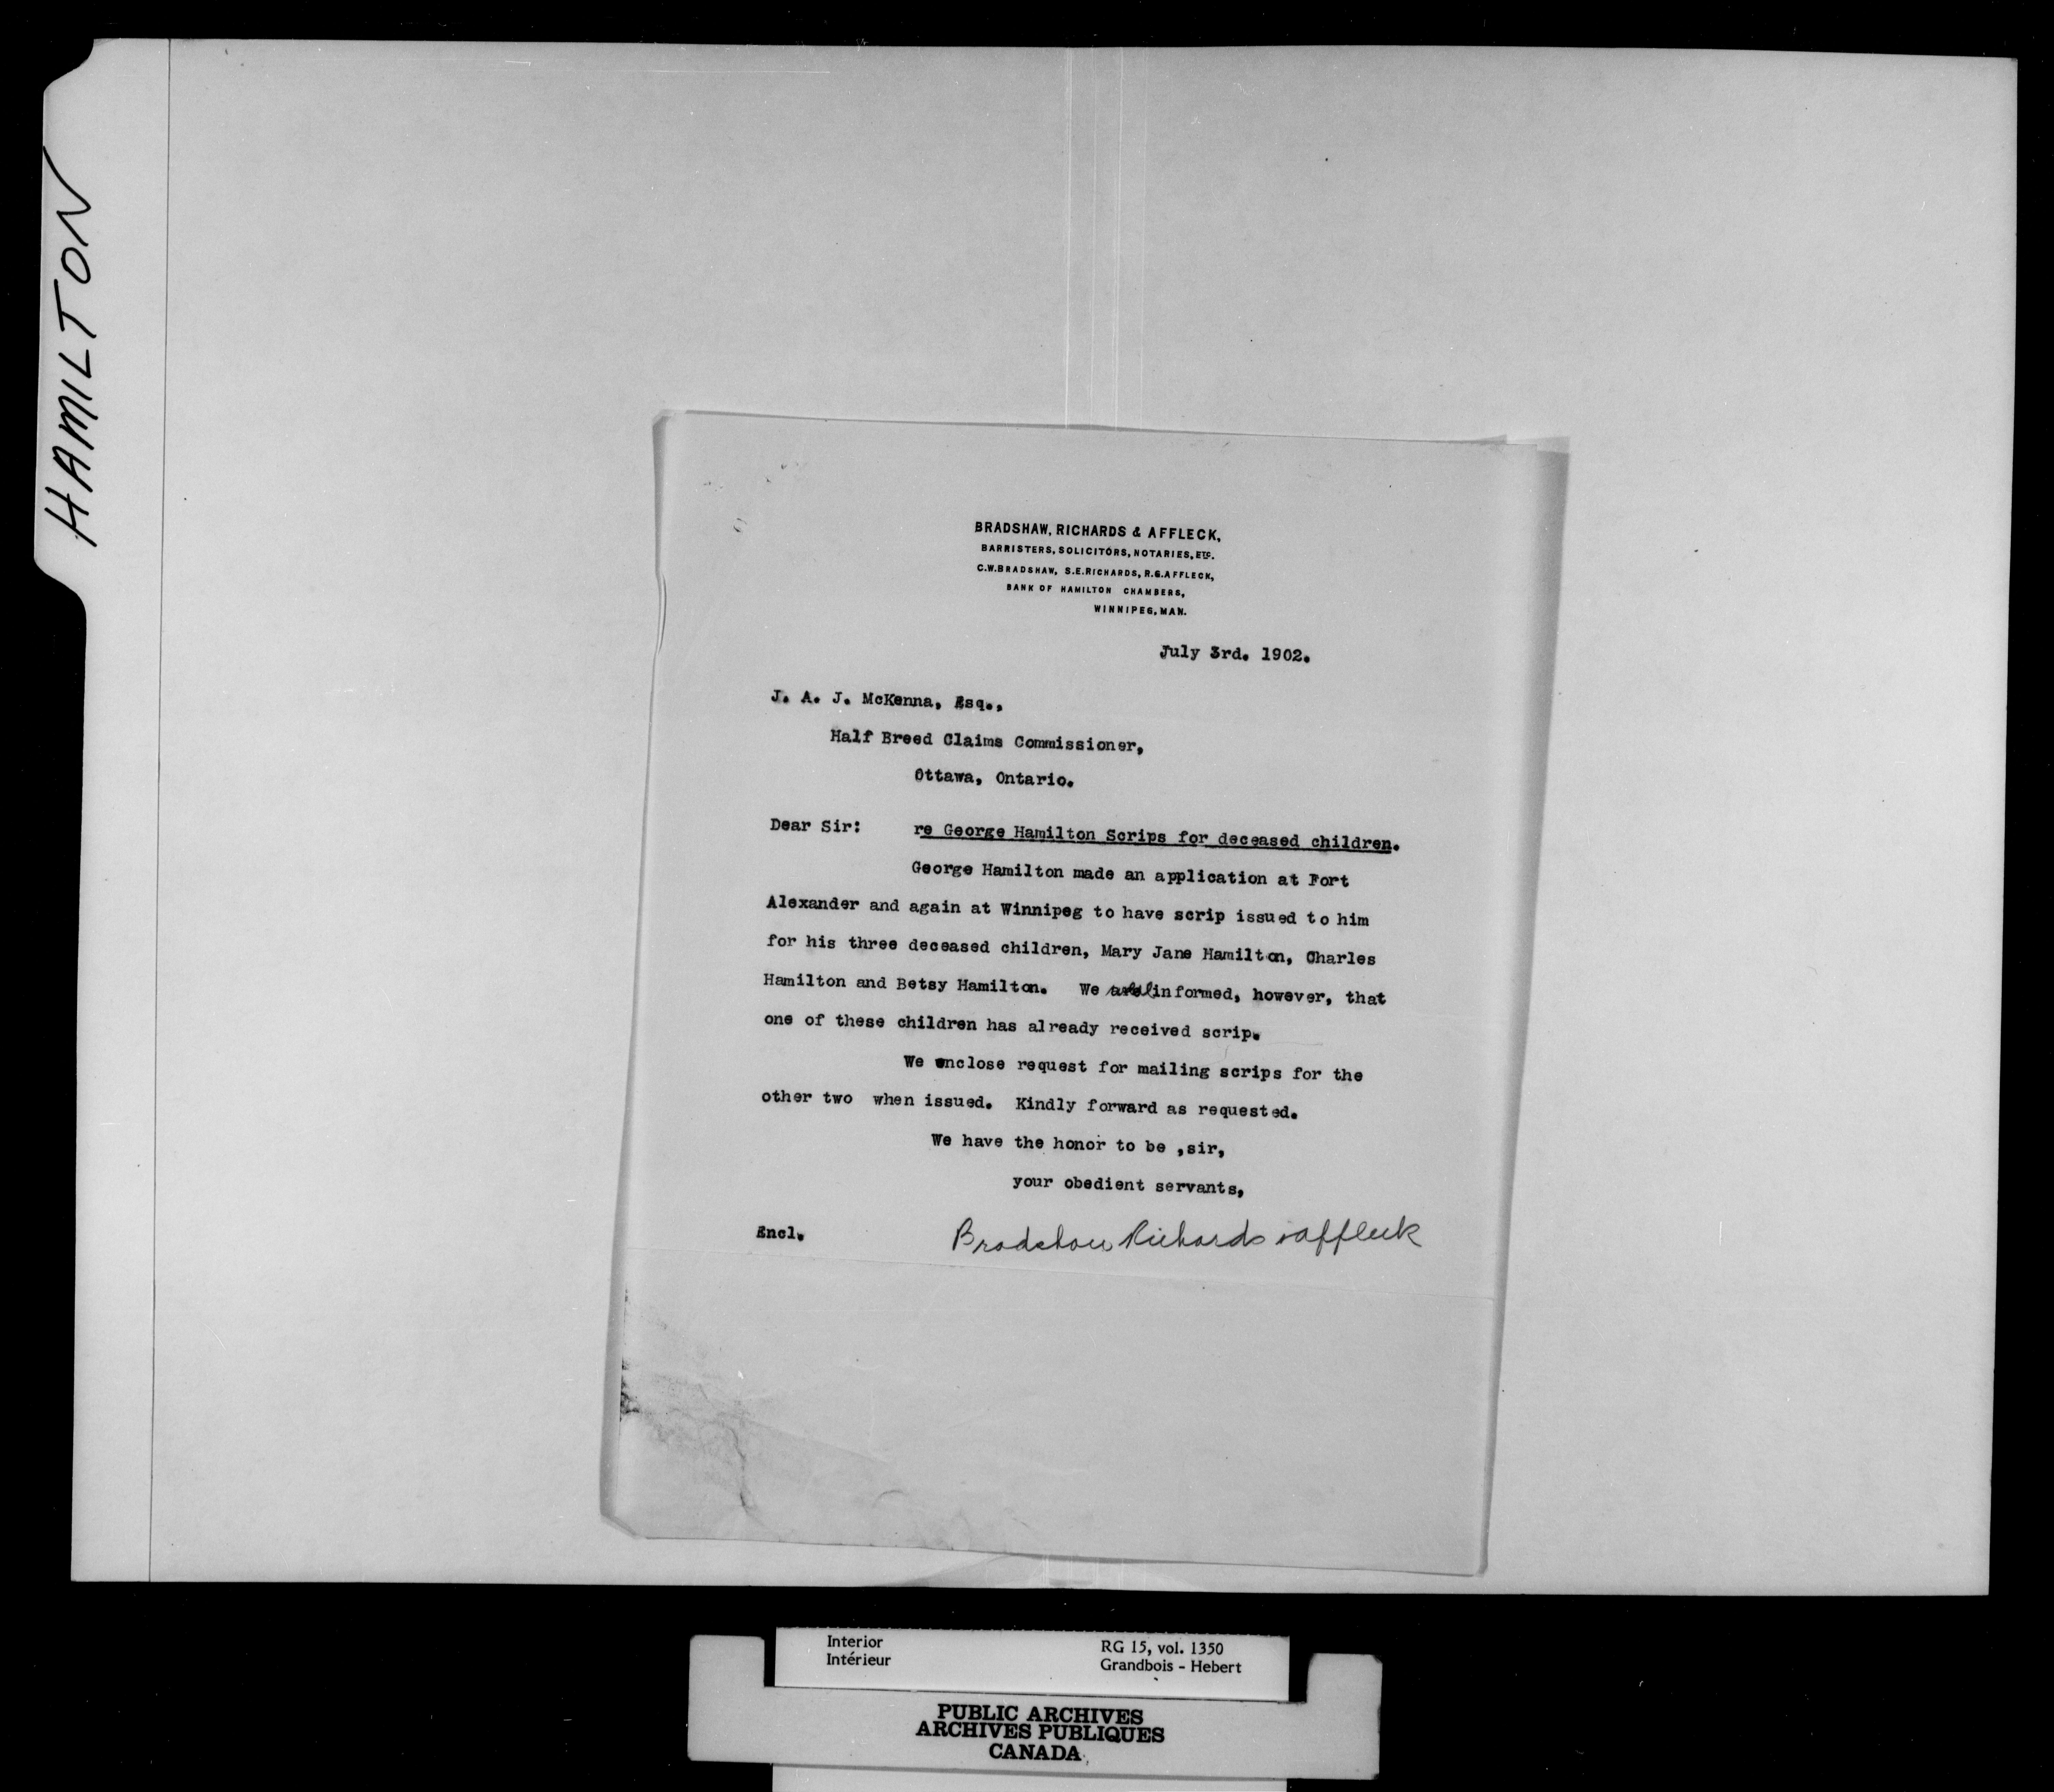 HAMILTON
BRADSHAW, RICHARDS & AFFLECK,
BARRISTERS, SOLICITORS, NOTARIES, ETC.
C.W.BRADSHAW, S.E.RICHARDS, R.G.AFFLECK,
BANK OF HAMILTON CHAMBERS,
WINNIPEG, MAN.
July 3rd. 1902.
J. A. J. McKenna, Esq.,
Half Breed Claims Commissioner,
Ottawa, Ontario.
Dear Sir: re George Hamilton Scrips for deceased children.
George Hamilton made an application at Fort
Alexander and again at Winnipeg to have scrip issued to him
for his three deceased children, Mary Jane Hamilton, Charles
Hamilton and Betsy Hamilton. We informed, however, that
one of these children has already received scrip.
We enclose request for mailing scrips for the
other two when issued. Kindly forward as requested.
We have the honor to be ,sir,
your obedient servants,
Encl. Bradshaw Richards & Affleck
Interior RG 15, vol. 1350
Intérieur Grandbois - Hebert
PUBLIC ARCHIVES
ARCHIVES PUBLIQUES
CANADA